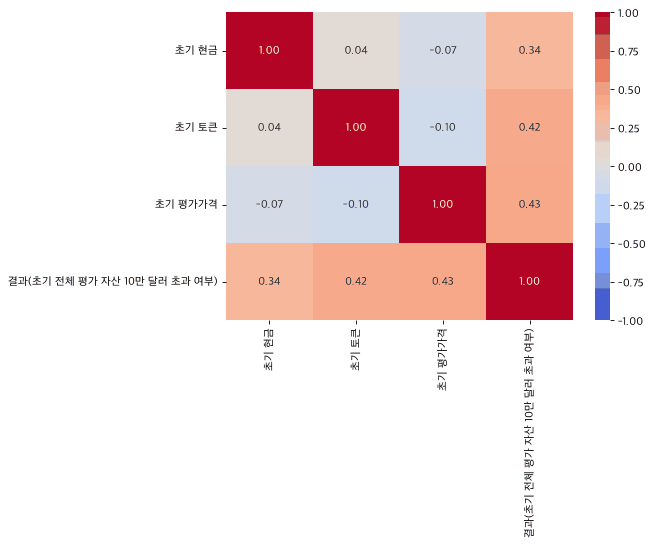 초기 현금 1.00 0.04 -0.07 0.34
초기 토큰 0.04 1.00 -0.10 0.42
초기 평가가격 -0.07 -0.10 1.00 0.43
결과(초기 전체 평가 자산 10만 달러 초과 여부) 0.34 0.42 0.43 1.00
초기 현금
초기 토큰
초기 평가가격
결과(초기 전체 평가 자산 10만 달러 초과 여부)
1.00
0.75
0.50
0.25
0.00
-0.25
-0.50
-0.75
-1.00